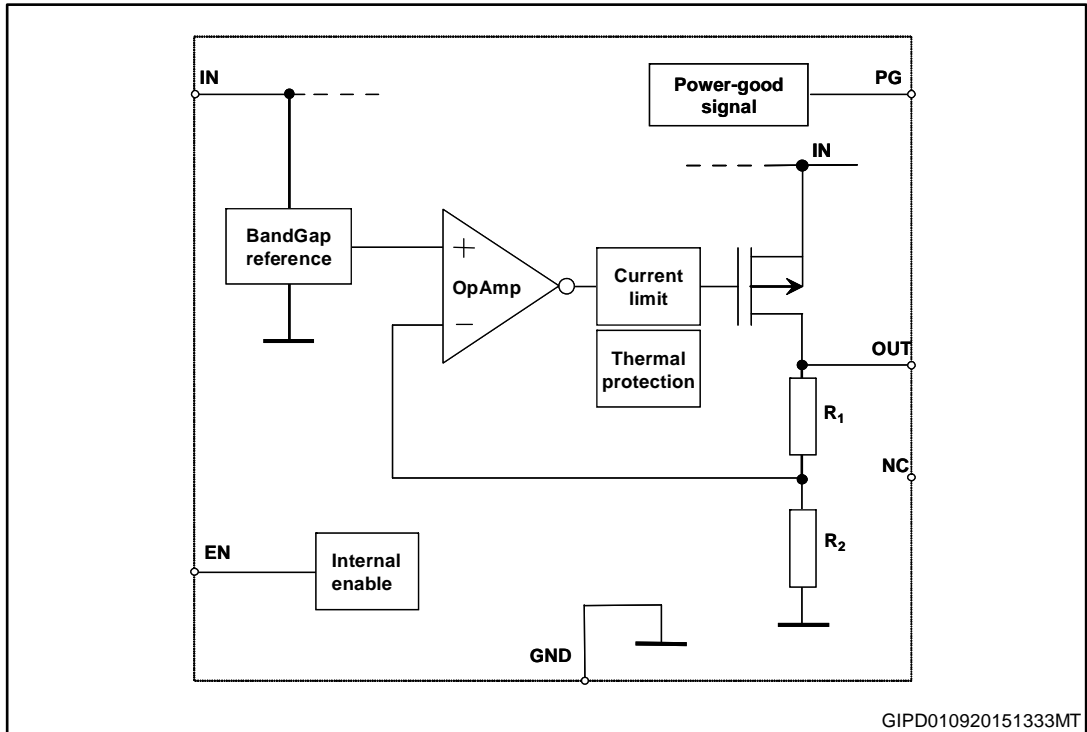 IN
Power-good
signal
PG
IN
BandGap
reference
+
OpAmp
−
Current
limit
Thermal
protection
OUT
R₁
NC
R₂
EN
Internal
enable
GND
GIPD010920151333MT